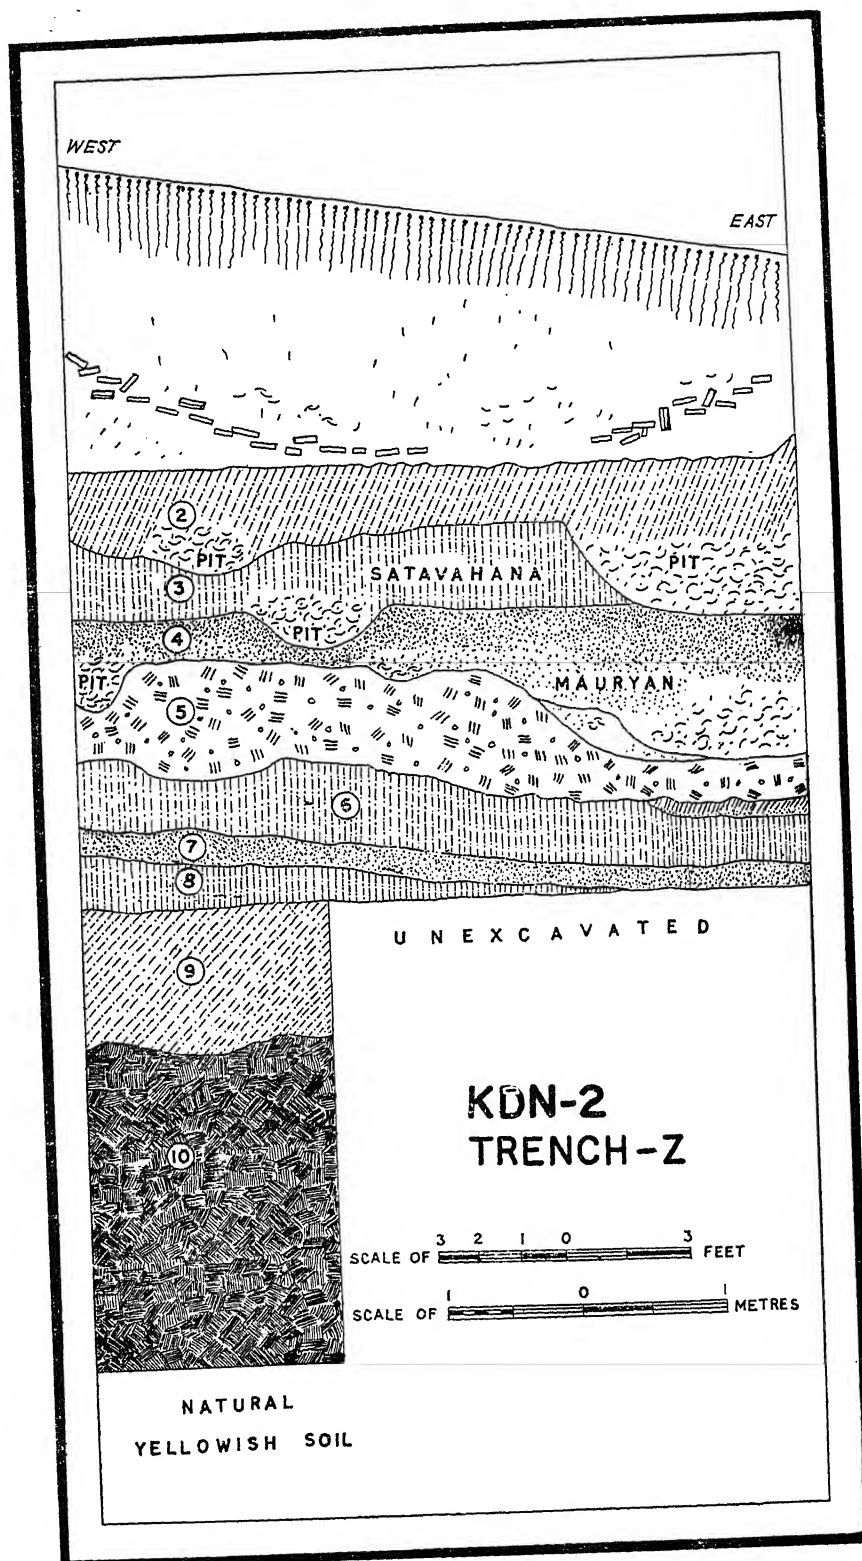 WEST
EAST
2
PIT
PIT
SATAVAHANA
3
PIT
4
PIT
MAURYAN
5
6
7
8
UNEXCAVATED
9
KDN-2
TRENCH-Z
10
3 2 1 0 3
SCALE OF FEET
1 0 1
SCALE OF METRES
NATURAL
YELLOWISH SOIL